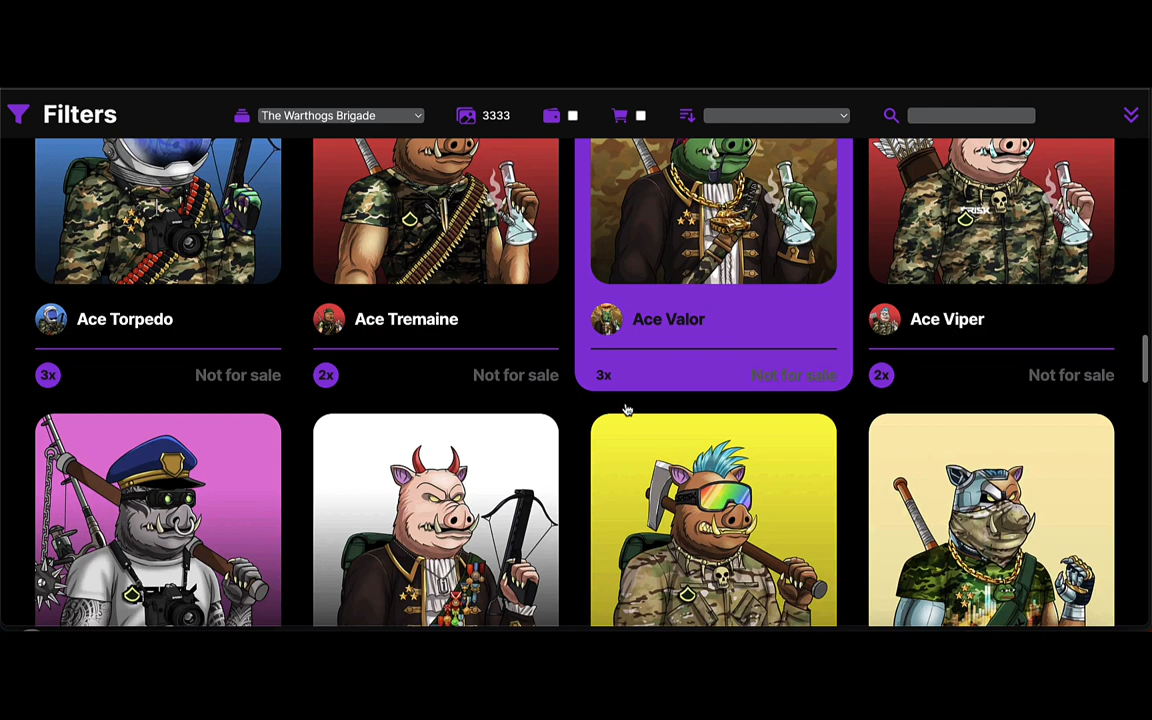 Filters
The Warthogs Brigade
3333
FRISK
Ace Torpedo
Ace Tremaine
Ace Valor
Ace Viper
3x
Not for sale
2x
Not for sale
3x
Not for sale
2x
Not for sale